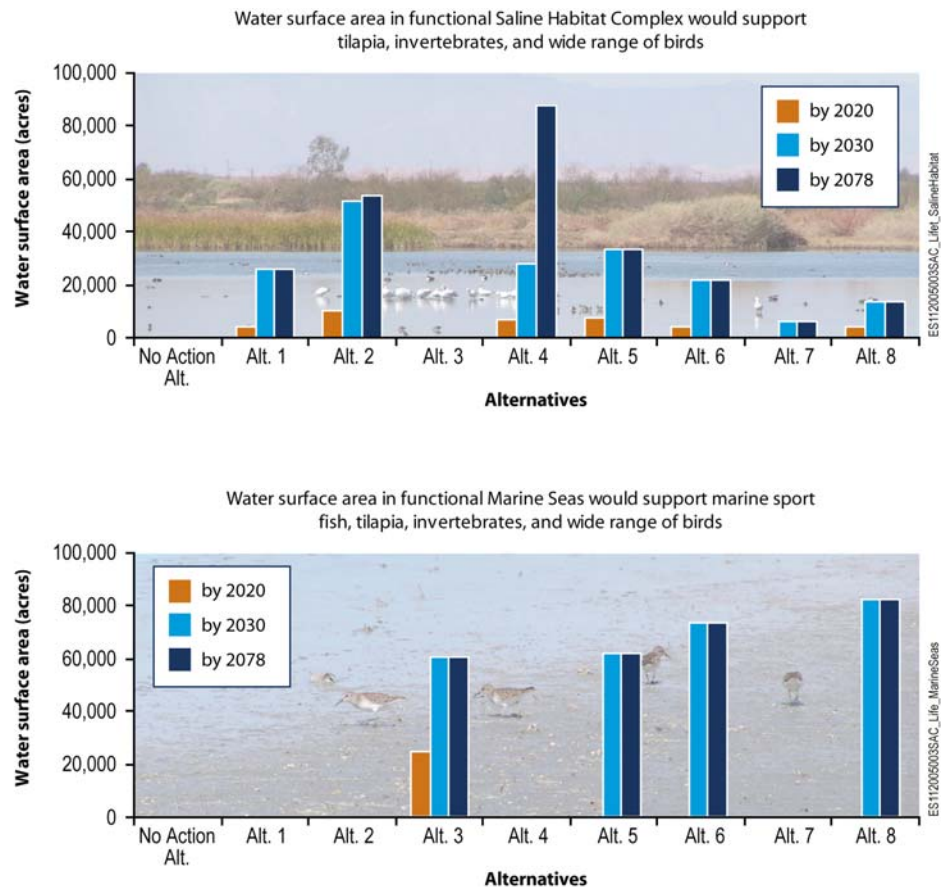 Water surface area in functional Saline Habitat Complex would support
tilapia, invertebrates, and wide range of birds
Water surface area (acres)
100,000
80,000
60,000
40,000
20,000
0
by 2020
by 2030
by 2078
No Action
Alt.
Alt. 1
Alt. 2
Alt. 3
Alt. 4
Alt. 5
Alt. 6
Alt. 7
Alt. 8
Alternatives
ES112005003SAC_Lifet_SalineHabitat
Water surface area in functional Marine Seas would support marine sport
fish, tilapia, invertebrates, and wide range of birds
Water surface area (acres)
100,000
80,000
60,000
40,000
20,000
0
by 2020
by 2030
by 2078
No Action
Alt.
Alt. 1
Alt. 2
Alt. 3
Alt. 4
Alt. 5
Alt. 6
Alt. 7
Alt. 8
Alternatives
ES112005003SAC_Life_MarineSeas